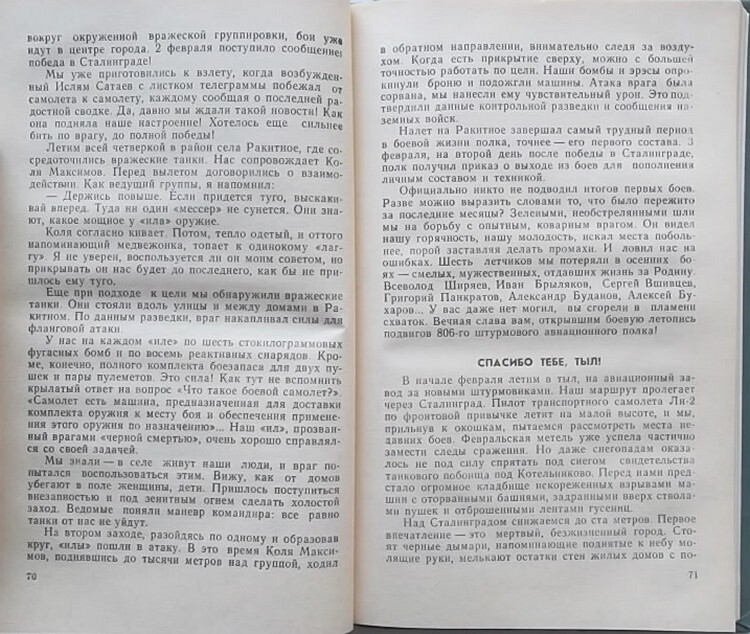 вокруг окруженной вражеской группировки, бои уже
идут в центре города. 2 февраля поступило сообщение:
победа в Сталинграде!
Мы уже приготовились к взлету, когда возбужден-
ный Ислям Сатаев с листком телеграммы побежал от
самолета к самолету, каждому сообщая о последней ра-
достной сводке. Да, давно мы ждали такой новости! Как
она подняла наше настроение! Хотелось еще сильнее
бить по врагу, до полной победы!
Летим всей четверкой в район села Ракитное, где со-
средоточились вражеские танки. Нас сопровождает Ко-
ля Максимов. Перед вылетом договорились о взаимо-
действии. Как ведущий группы, я напомнил:
— Держись повыше. Если придется туго, выскаки-
вай вперед. Туда ни один «мессер» не сунется. Они зна-
ют, какое мощное у «ила» оружие.
Коля согласно кивает. Потом, тепло одетый, и оттого
напоминающий медвежонка, топает к одинокому «лаг-
гу». Я не уверен, воспользуется ли он моим советом, но
прикрывать он нас будет до последнего, как бы не при-
шлось ему туго.
Еще при подходе к цели мы обнаружили вражеские
танки. Они стояли вдоль улицы и между домами в Ра-
китном. По данным разведки, враг накапливал силы для
фланговой атаки.
У нас на каждом «иле» по шесть стокилограммовых
фугасных бомб и по восемь реактивных снарядов. Кро-
ме, конечно, полного комплекта боезапаса для двух пу-
шек и пары пулеметов. Это сила! Как тут не вспомнить
крылатый ответ на вопрос «Что такое боевой самолет?».
«Самолет есть машина, предназначенная для доставки
комплекта оружия к месту боя и обеспечения примене-
ния этого оружия по назначению»... Наш «ил», прозван-
ный врагами «черной смертью», очень хорошо справлял-
ся со своей задачей.
Мы знали — в селе живут наши люди, и враг по-
пытался воспользоваться этим. Вижу, как от домов
убегают в поле женщины, дети. Пришлось поступиться
внезапностью и под зенитным огнем сделать холостой
заход. Ведомые поняли маневр командира: все равно
танки от нас не уйдут.
На втором заходе, разойдясь по одному и образовав
круг, «илы» пошли в атаку. В это время Коля Макси-
мов, поднявшись до тысячи метров над группой, ходил
70
в обратном направлении, внимательно следя за возду-
хом. Когда есть прикрытие сверху, можно с большей
точностью работать по цели. Наши бомбы и эрэсы опро-
кинули броню и подожгли машины. Атака врага была
сорвана, мы нанесли ему чувствительный урон. Это под-
твердили данные контрольной разведки и сообщения на-
земных войск.
Налет на Ракитное завершал самый трудный период
в боевой жизни полка, точнее — его первого состава. 3
февраля, на второй день после победы в Сталинграде,
полк получил приказ о выходе из боев для пополнения
личным составом и техникой.
Официально никто не подводил итогов первых боев.
Разве можно выразить словами то, что было пережито
за последние месяцы? Зелеными, необстрелянными шли
мы на борьбу с опытным, коварным врагом. Он видел
нашу горячность, нашу молодость, искал места поболь-
нее, порой заставлял делать промахи. И ловил нас на
ошибках. Шесть летчиков мы потеряли в осенних бо-
ях — смелых, мужественных, отдавших жизнь за Родину.
Всеволод Ширяев, Иван Брыляков, Сергей Вшивцев,
Григорий Панкратов, Александр Буданов, Алексей Бу-
харов... У вас даже нет могил, вы сгорели в пламени
схваток. Вечная слава вам, открывшим боевую летопись
подвигов 806-го штурмового авиационного полка!
СПАСИБО ТЕБЕ, ТЫЛ!
В начале февраля летим в тыл, на авиационный за-
вод за новыми штурмовиками. Наш маршрут пролегает
через Сталинград. Пилот транспортного самолета Ли-2
по фронтовой привычке летит на малой высоте, и мы,
прильнув к окошкам, пытаемся рассмотреть места не-
давних боев. Февральская метель уже успела частично
замести следы сражения. Но даже снегопадам оказа-
лось не под силу спрятать под снегом свидетельства
танкового побоища под Котельниково. Перед нами пред-
стало огромное кладбище искореженных взрывами машин
с оторванными башнями, задранными вверх ствола-
ми пушек и отброшенными лентами гусениц.
Над Сталинградом снижаемся до ста метров. Первое
впечатление — это мертвый, безжизненный город. Сто-
ят черные дымари, напоминающие поднятые к небу мо-
лящие руки, мелькают остатки стен жилых домов с по-
71